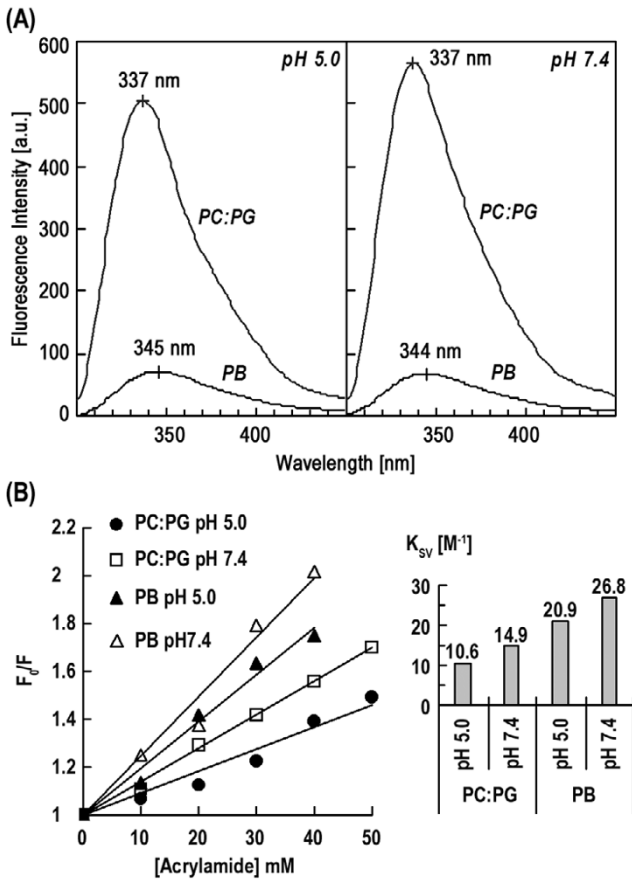 (A)
600
500
400
300
200
100
0
Fluorescence Intensity [a.u.]
337 nm
pH 5.0
PC:PG
345 nm
PB
337 nm
pH 7.4
PC:PG
344 nm
PB
350 400 350 400
Wavelength [nm]
(B)
2.2
2
1.8
1.6
1.4
1.2
1
F0/F
PC:PG pH 5.0
PC:PG pH 7.4
PB pH 5.0
PB pH7.4
0 10 20 30 40 50
[Acrylamide] mM
KSV [M-1]
30
20
10
0
10.6
14.9
20.9
26.8
pH 5.0
pH 7.4
pH 5.0
pH 7.4
PC:PG PB